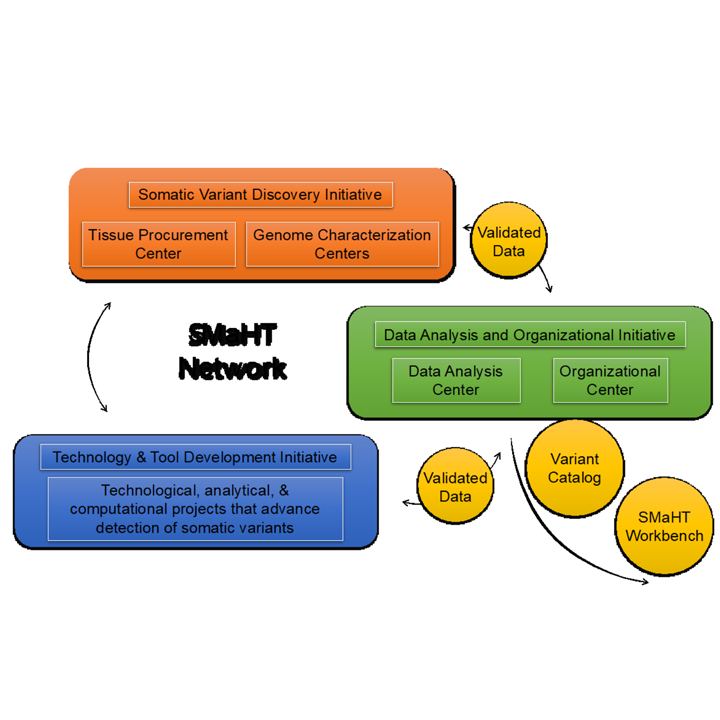 Somatic Variant Discovery Initiative
Tissue Procurement
Center
Genome Characterization
Centers
Validated
Data
SMaHT
Network
Data Analysis and Organizational Initiative
Data Analysis
Center
Organizational
Center
Technology & Tool Development Initiative
Technological, analytical, &
computational projects that advance
detection of somatic variants
Validated
Data
Variant
Catalog
SMaHT
Workbench